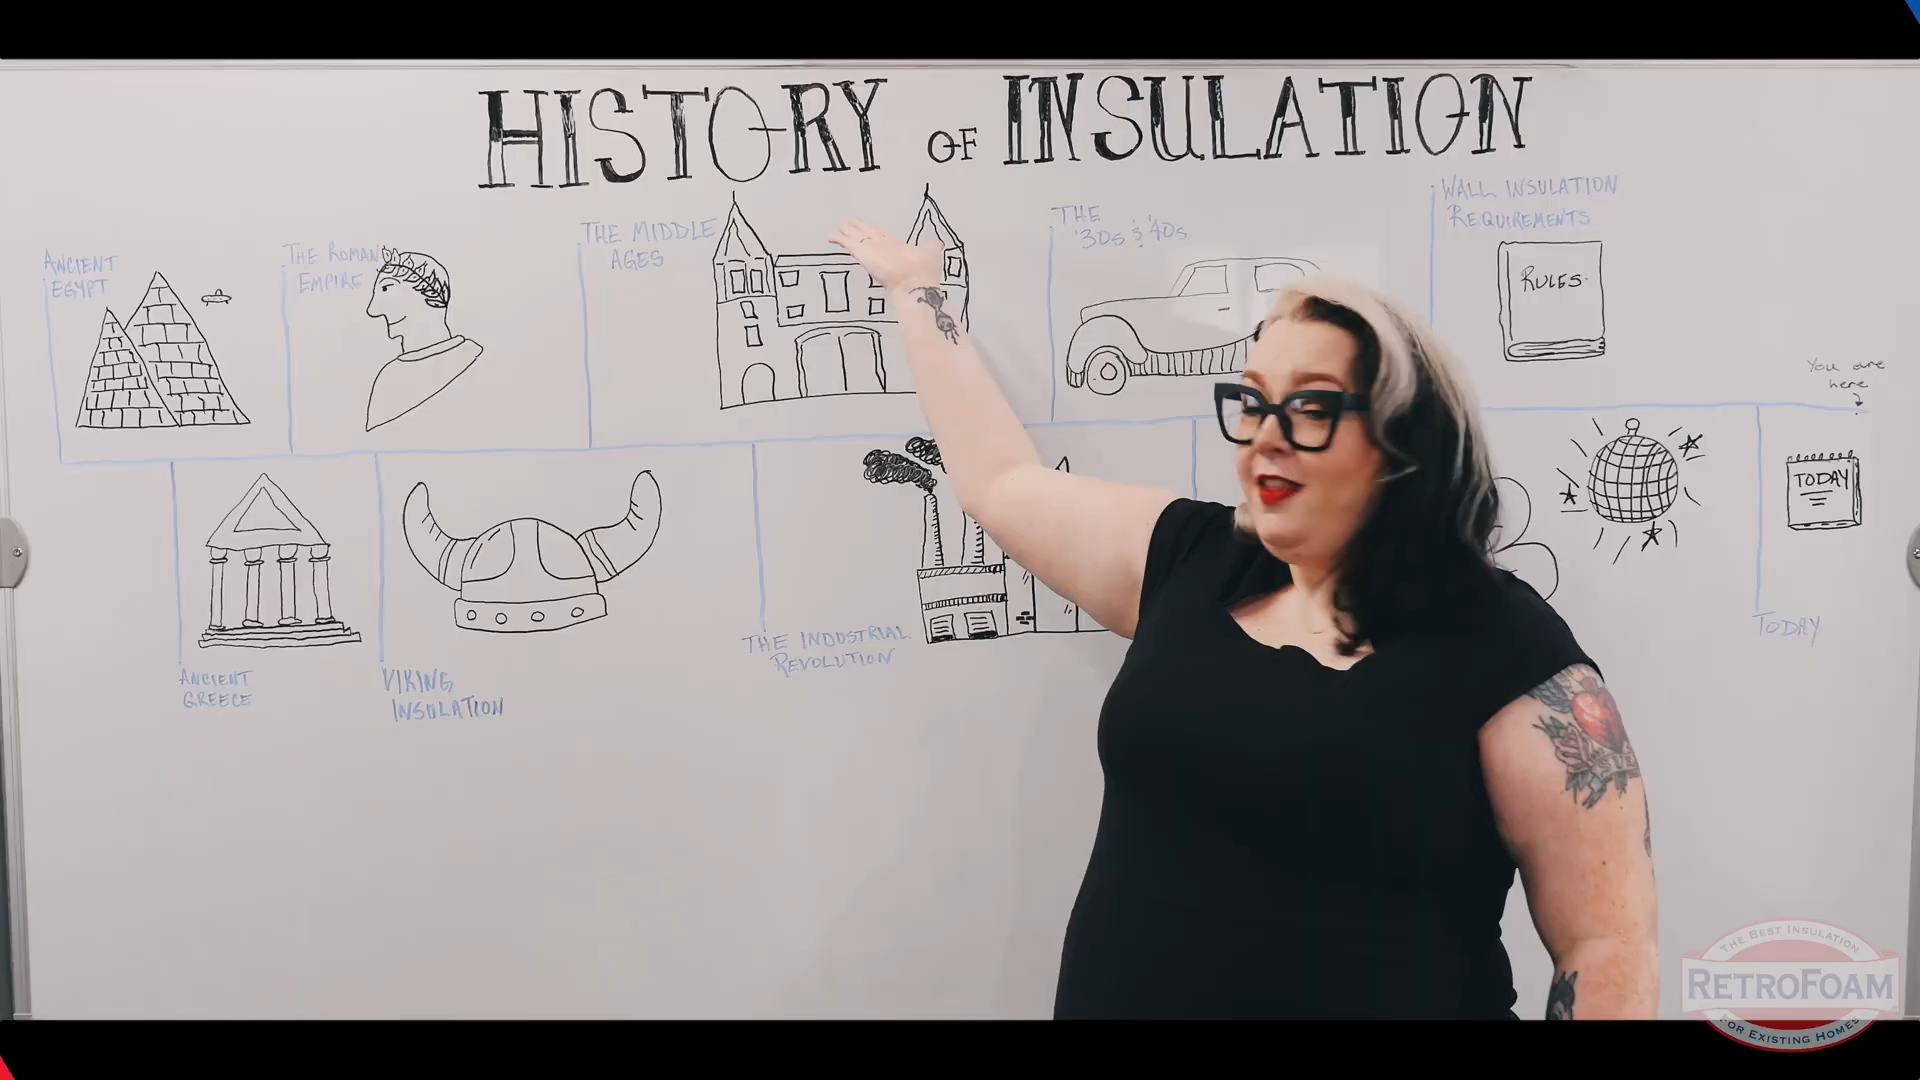 HISTORY OF INSULATION
ANCIENT
EGYPT
THE ROMAN
EMPIRE
THE MIDDLE
AGES
THE
'30s & '40s
WALL INSULATION
REQUIREMENTS
RULES.
You are
here
TODAY
ANCIENT
GREECE
VIKING
INSULATION
THE INDUSTRIAL
REVOLUTION
TODAY
THE BEST INSULATION
RETROFOAM
FOR EXISTING HOMES